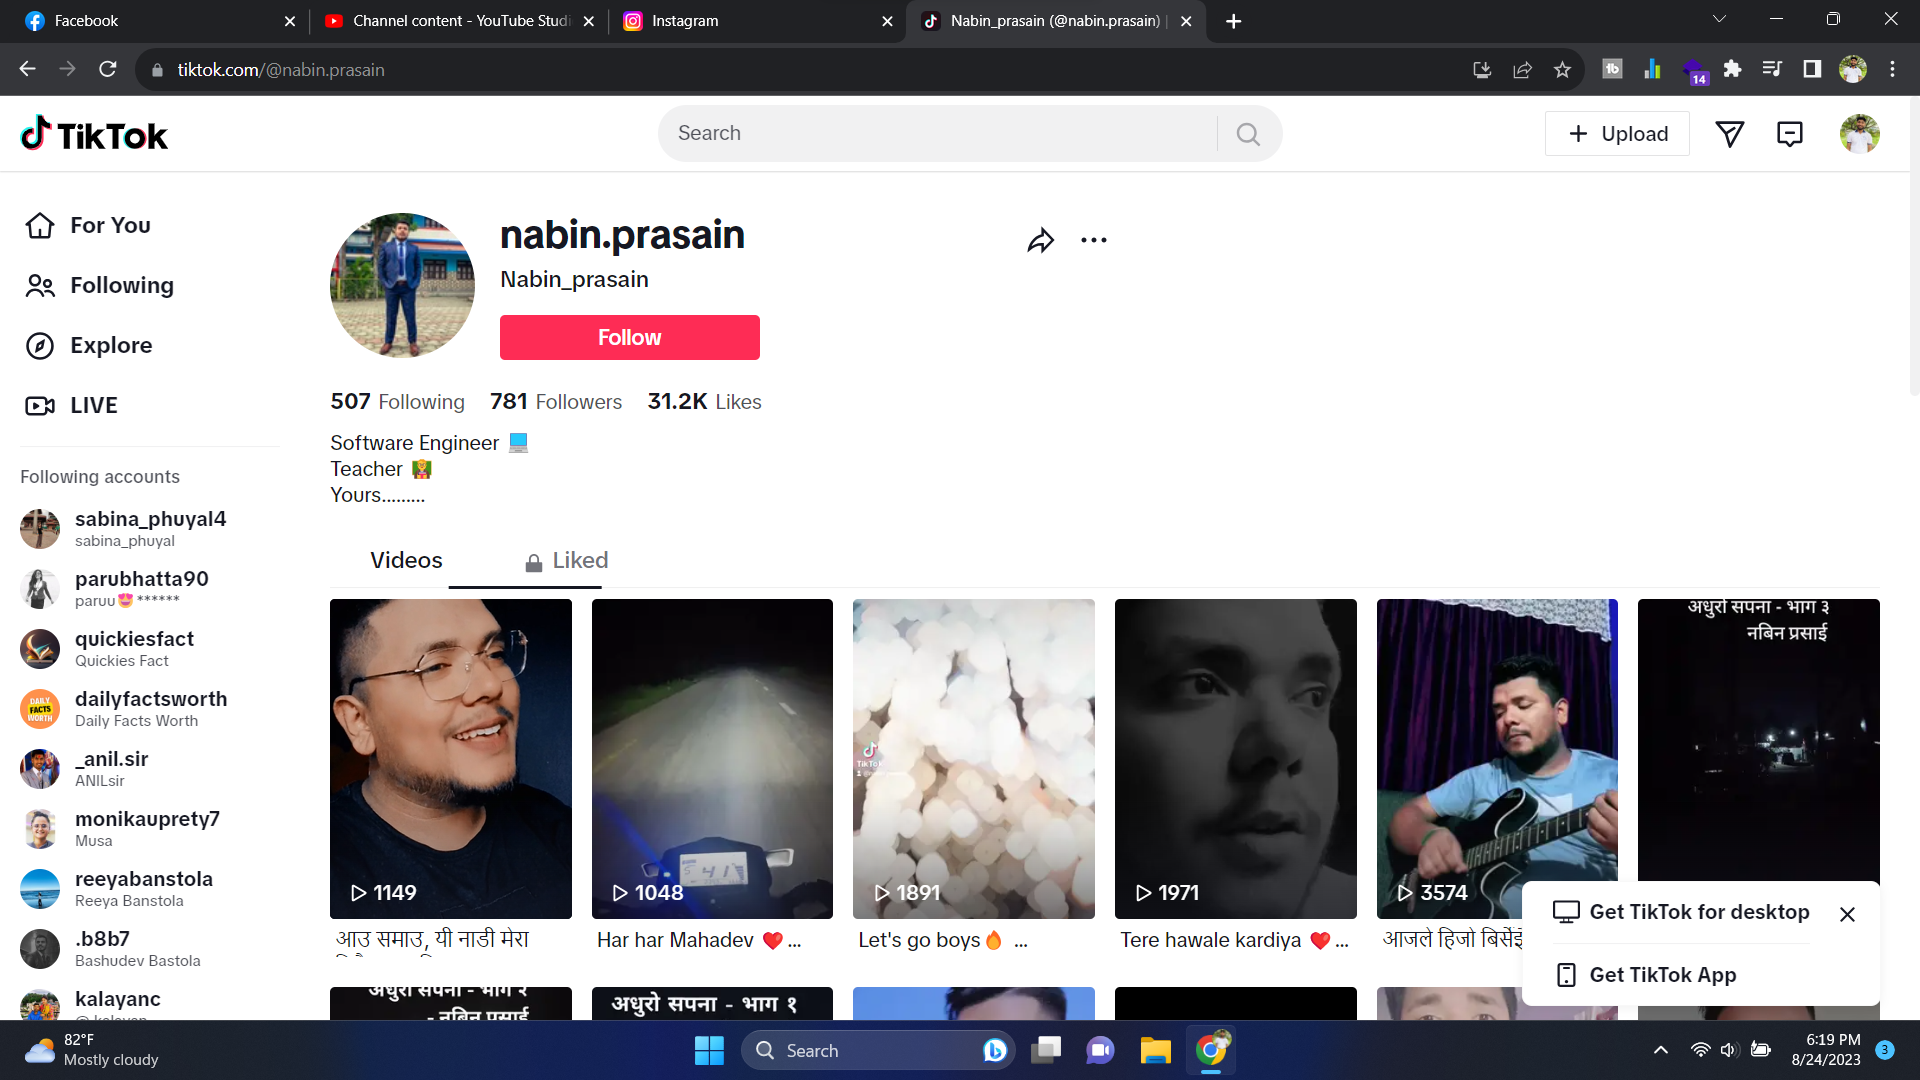 Facebook
Channel content - YouTube Studi
Instagram
Nabin_prasain (@nabin.prasain) |
tiktok.com/@nabin.prasain
14
TikTok
Search
Upload
For You
Following
Explore
LIVE
Following accounts
sabina_phuyal4
sabina_phuyal
parubhatta90
paruu😍******
quickiesfact
Quickies Fact
DAILY
FACTS
WORTH
dailyfactsworth
Daily Facts Worth
_anil.sir
ANILsir
monikauprety7
Musa
reeyabanstola
Reeya Banstola
.b8b7
Bashudev Bastola
kalayanc
nabin.prasain
Nabin_prasain
Follow
507 Following 781 Followers 31.2K Likes
Software Engineer 💻
Teacher 👩‍🏫
Yours.........
Videos
Liked
1149
आउ समाउ, यी नाडी मेरा
41
1048
Har har Mahadev ❤️...
TikTok
1891
Let's go boys🔥 ...
1971
Tere hawale kardiya ❤️...
3574
आजले हिजो बिर्सेइ
अधुरो सपना - भाग ३
नबिन प्रसाई
अधुरो सपना - भाग २
- नबिन प्रसाई
अधुरो सपना - भाग १
Get TikTok for desktop
Get TikTok App
82°F
Mostly cloudy
Search
6:19 PM
8/24/2023
3